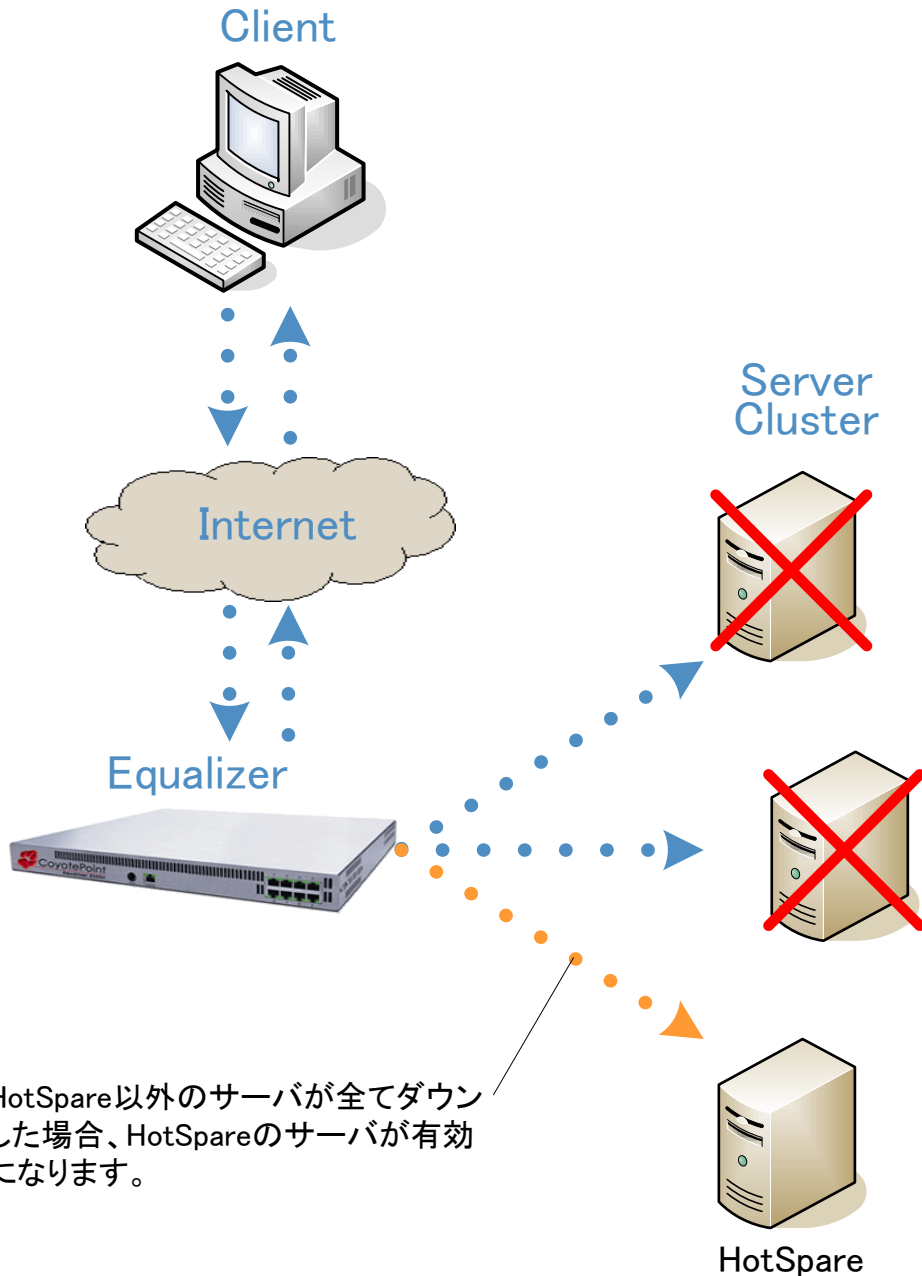 Client
Server
Cluster
Internet
Equalizer
CoyotePoint
HotSpare以外のサーバが全てダウン
した場合、HotSpareのサーバが有効
になります。
HotSpare